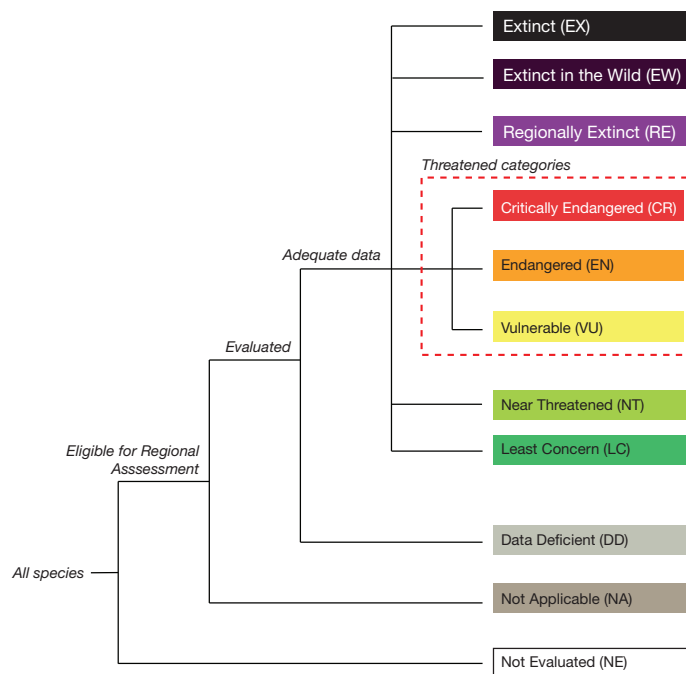 Extinct (EX)
Extinct in the Wild (EW)
Regionally Extinct (RE)
Threatened categories
Critically Endangered (CR)
Adequate data
Endangered (EN)
Vulnerable (VU)
Evaluated
Near Threatened (NT)
Eligible for Regional
Asssessment
Least Concern (LC)
Data Deficient (DD)
All species
Not Applicable (NA)
Not Evaluated (NE)